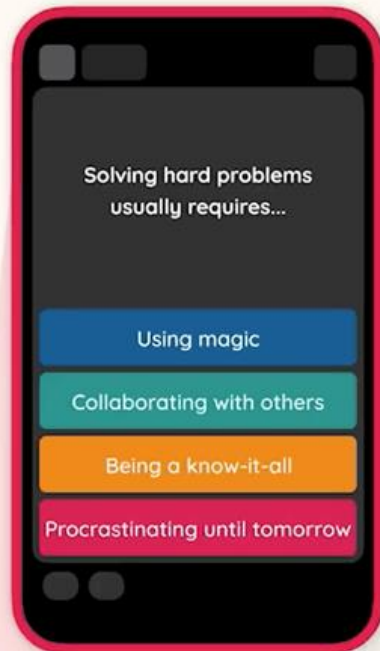 Solving hard problems
usually requires...
Using magic
Collaborating with others
Being a know-it-all
Procrastinating until tomorrow